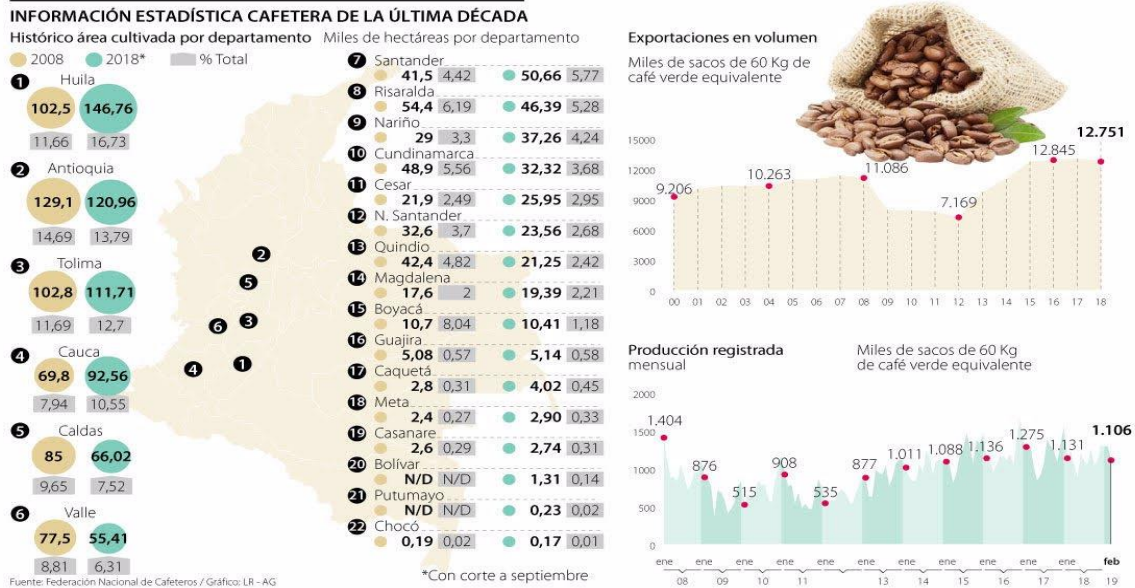 INFORMACIÓN ESTADÍSTICA CAFETERA DE LA ÚLTIMA DÉCADA
Histórico área cultivada por departamento Miles de hectáreas por departamento
2008 2018* % Total
1 Huila
102,5 146,76
11,66 16,73
2 Antioquia
129,1 120,96
14,69 13,79
3 Tolima
102,8 111,71
11,69 12,7
4 Cauca
69,8 92,56
7,94 10,55
5 Caldas
85 66,02
9,65 7,52
6 Valle
77,5 55,41
8,81 6,31
2
5
6 3
4 1
7 Santander
41,5 4,42 50,66 5,77
8 Risaralda
54,4 6,19 46,39 5,28
9 Nariño
29 3,3 37,26 4,24
10 Cundinamarca
48,9 5,56 32,32 3,68
11 Cesar
21,9 2,49 25,95 2,95
12 N. Santander
32,6 3,7 23,56 2,68
13 Quindio
42,4 4,82 21,25 2,42
14 Magdalena
17,6 2 19,39 2,21
15 Boyacá
10,7 8,04 10,41 1,18
16 Guajira
5,08 0,57 5,14 0,58
17 Caquetá
2,8 0,31 4,02 0,45
18 Meta
2,4 0,27 2,90 0,33
19 Casanare
2,6 0,29 2,74 0,31
20 Bolívar
N/D N/D 1,31 0,14
21 Putumayo
N/D N/D 0,23 0,02
22 Chocó
0,19 0,02 0,17 0,01
*Con corte a septiembre
Fuente: Federación Nacional de Cafeteros / Gráfico: LR - AG
Exportaciones en volumen
Miles de sacos de 60 Kg de
café verde equivalente
15000
12000
9000
6000
3000
0
9.206 10.263 11.086 7.169 12.845 12.751
00 01 02 03 04 05 06 07 08 09 10 11 12 13 14 15 16 17 18
Producción registrada
mensual
Miles de sacos de 60 Kg
de café verde equivalente
2000
1500
1000
500
0
1.404 876 515 908 535 877 1.011 1.088 1.136 1.275 1.131 1.106
ene ene ene ene ene ene ene ene ene ene ene feb
08 09 10 11 13 14 15 16 17 18 19